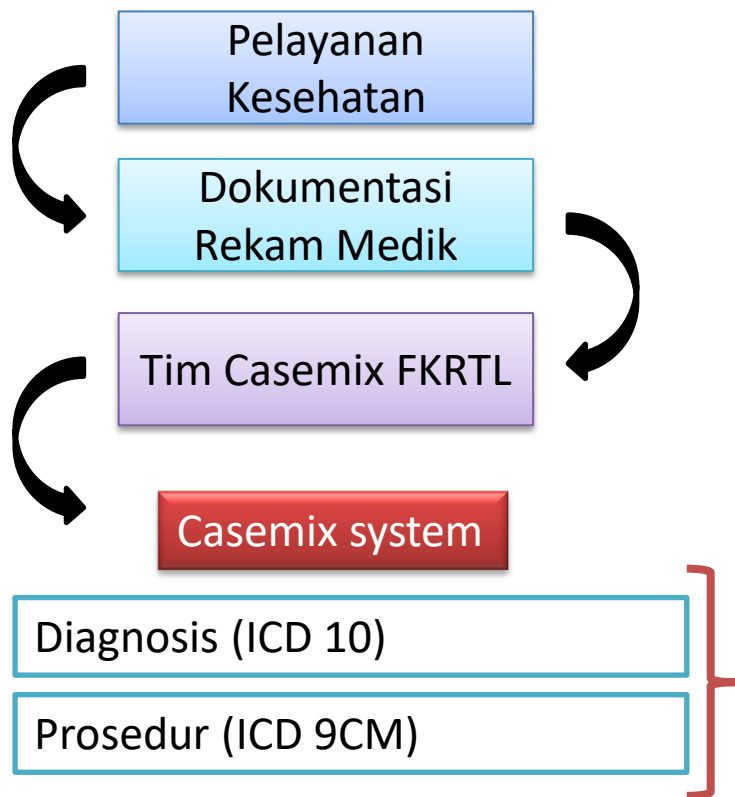 Pelayanan
Kesehatan
Dokumentasi
Rekam Medik
Tim Casemix FKRTL
Casemix system
Diagnosis (ICD 10)
Prosedur (ICD 9CM)